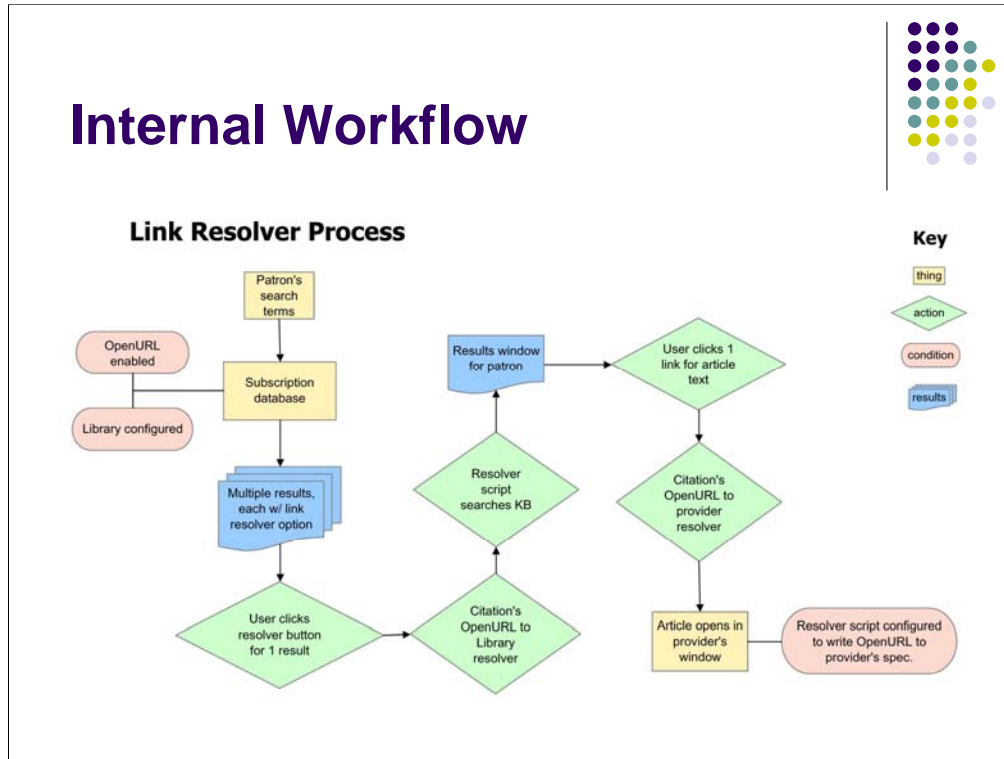 Internal Workflow
Link Resolver Process
Key
thing
action
condition
results
Patron's
search
terms
OpenURL
enabled
Library configured
Subscription
database
Multiple results,
each w/ link
resolver option
User clicks
resolver button
for 1 result
Citation's
OpenURL to
Library
resolver
Resolver
script
searches KB
Results window
for patron
User clicks 1
link for article
text
Citation's
OpenURL to
provider
resolver
Article opens in
provider's
window
Resolver script configured
to write OpenURL to
provider's spec.